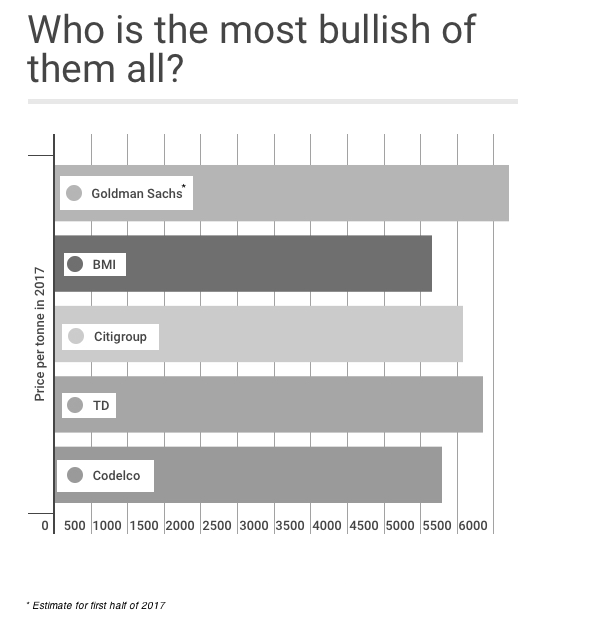 Who is the most bullish of
them all?
Goldman Sachs*
BMI
Citigroup
TD
Codelco
Price per tonne in 2017
0 500 1000 1500 2000 2500 3000 3500 4000 4500 5000 5500 6000
* Estimate for first half of 2017